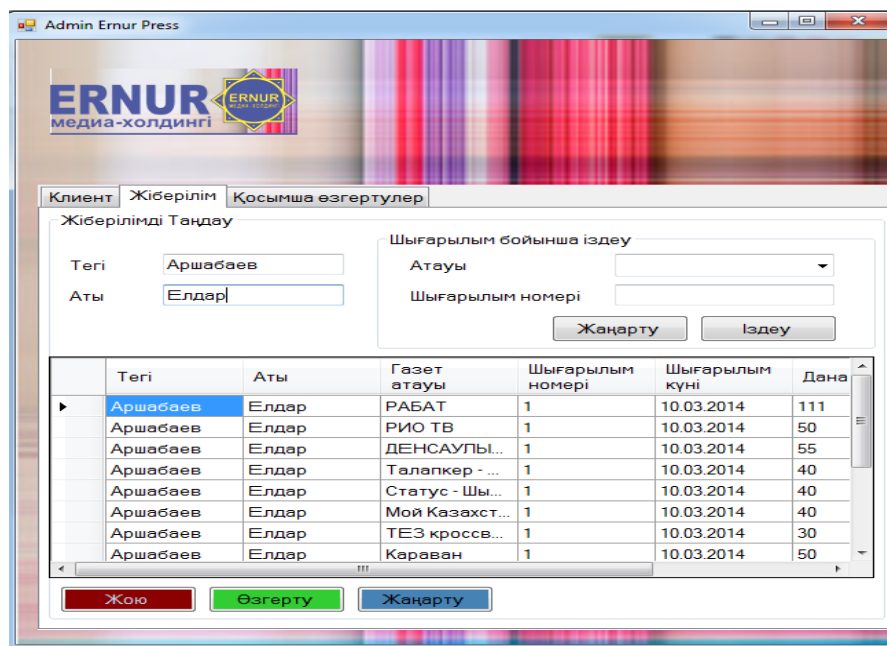 Admin Ernur Press
ERNUR
медиа-холдингі
ERNUR
Клиент Жіберілім Қосымша өзгертулер
Жіберілімді Таңдау
Шығарылым бойынша іздеу
Тегі Аршабаев Атауы
Аты Елдар Шығарылым номері
Жаңарту Іздеу
Тегі Аты Газет атауы Шығарылым номері Шығарылым күні Дана
Аршабаев Елдар РАБАТ 1 10.03.2014 111
Аршабаев Елдар РИО ТВ 1 10.03.2014 50
Аршабаев Елдар ДЕНСАУЛЫ... 1 10.03.2014 55
Аршабаев Елдар Талапкер - ... 1 10.03.2014 40
Аршабаев Елдар Статус - Шы... 1 10.03.2014 40
Аршабаев Елдар Мой Казахст... 1 10.03.2014 40
Аршабаев Елдар ТЕЗ кроссв... 1 10.03.2014 30
Аршабаев Елдар Караван 1 10.03.2014 50
Жою Өзгерту Жаңарту